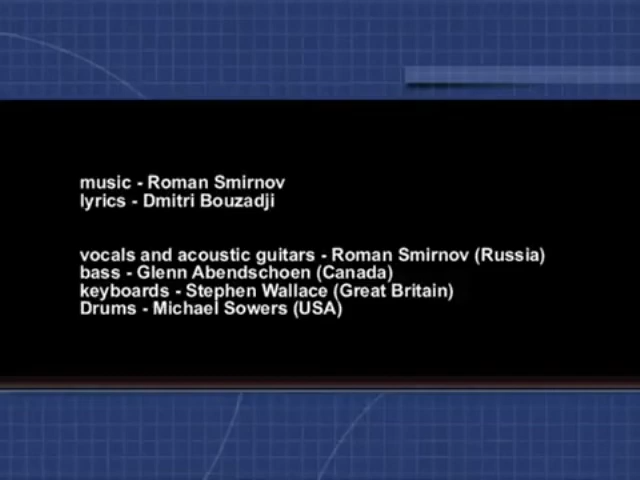 music - Roman Smirnov
lyrics - Dmitri Bouzadji
vocals and acoustic guitars - Roman Smirnov (Russia)
bass - Glenn Abendschoen (Canada)
keyboards - Stephen Wallace (Great Britain)
Drums - Michael Sowers (USA)